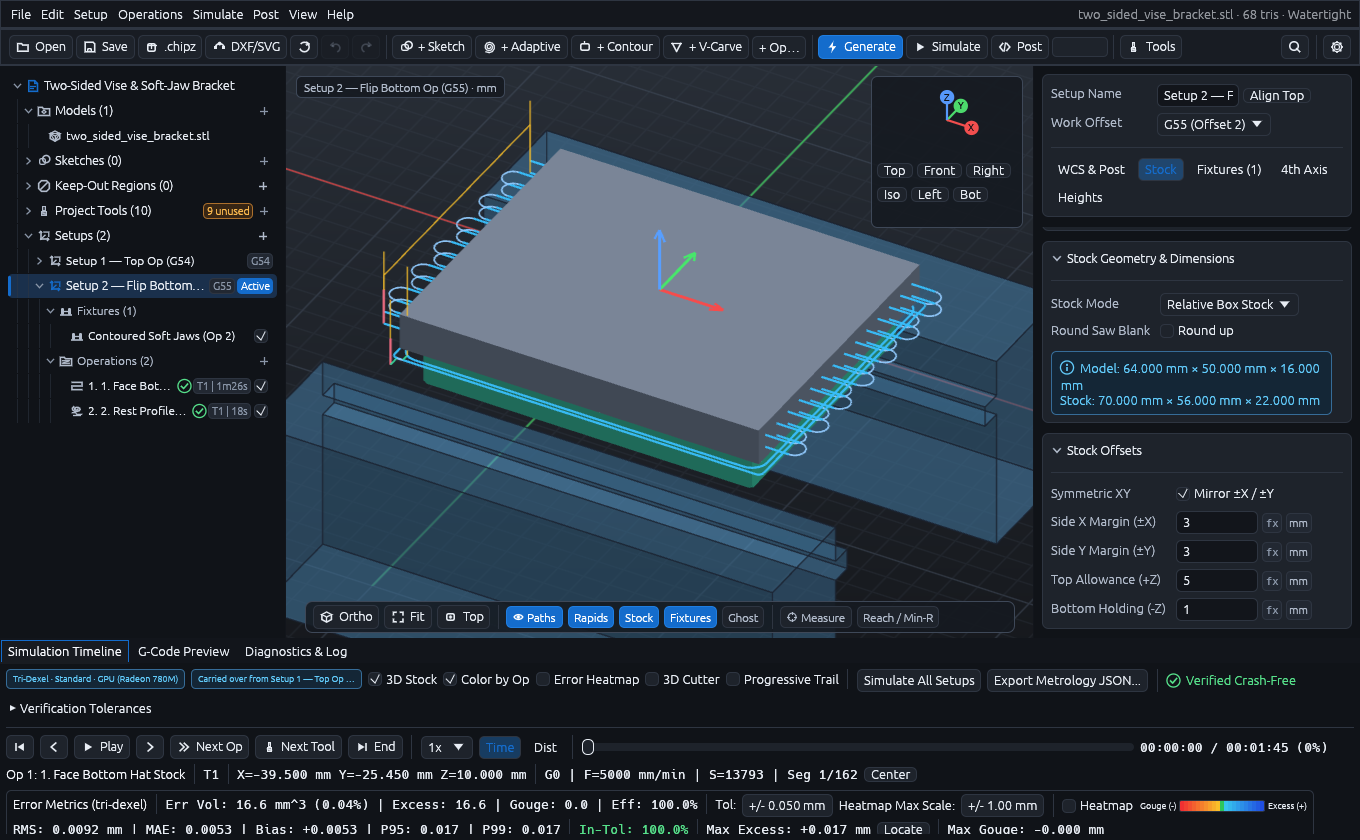 File Edit Setup Operations Simulate Post View Help
two_sided_vise_bracket.stl · 68 tris · Watertight
Open Save .chipz DXF/SVG + Sketch + Adaptive + Contour + V-Carve + Op... Generate Simulate Post Tools
Two-Sided Vise & Soft-Jaw Bracket
Models (1) +
two_sided_vise_bracket.stl
Sketches (0) +
Keep-Out Regions (0) +
Project Tools (10) 9 unused +
Setups (2) +
Setup 1 — Top Op (G54) G54
Setup 2 — Flip Bottom... G55 Active
Fixtures (1)
Contoured Soft Jaws (Op 2)
Operations (2) +
1. 1. Face Bot... T1 | 1m26s
2. 2. Rest Profile... T1 | 18s
Setup 2 — Flip Bottom Op (G55) · mm
Z
Y
X
Top Front Right
Iso Left Bot
Ortho Fit Top Paths Rapids Stock Fixtures Ghost Measure Reach / Min-R
Setup Name Setup 2 — F Align Top
Work Offset G55 (Offset 2)
WCS & Post Stock Fixtures (1) 4th Axis
Heights
Stock Geometry & Dimensions
Stock Mode Relative Box Stock
Round Saw Blank Round up
Model: 64.000 mm × 50.000 mm × 16.000
mm
Stock: 70.000 mm × 56.000 mm × 22.000 mm
Stock Offsets
Symmetric XY Mirror ±X / ±Y
Side X Margin (±X) 3 fx mm
Side Y Margin (±Y) 3 fx mm
Top Allowance (+Z) 5 fx mm
Bottom Holding (-Z) 1 fx mm
Simulation Timeline G-Code Preview Diagnostics & Log
Tri-Dexel · Standard · GPU (Radeon 780M) Carried over from Setup 1 — Top Op ... 3D Stock Color by Op Error Heatmap 3D Cutter Progressive Trail Simulate All Setups Export Metrology JSON... Verified Crash-Free
Verification Tolerances
Play Next Op Next Tool End 1x Time Dist 00:00:00 / 00:01:45 (0%)
Op 1: 1. Face Bottom Hat Stock T1 X=-39.500 mm Y=-25.450 mm Z=10.000 mm G0 | F=5000 mm/min | S=13793 | Seg 1/162 Center
Error Metrics (tri-dexel) Err Vol: 16.6 mm^3 (0.04%) | Excess: 16.6 | Gouge: 0.0 | Eff: 100.0% Tol: +/- 0.050 mm Heatmap Max Scale: +/- 1.00 mm Heatmap Gouge (-) Excess (+)
RMS: 0.0092 mm | MAE: 0.0053 | Bias: +0.0053 | P95: 0.017 | P99: 0.017 In-Tol: 100.0% Max Excess: +0.017 mm Locate Max Gouge: -0.000 mm